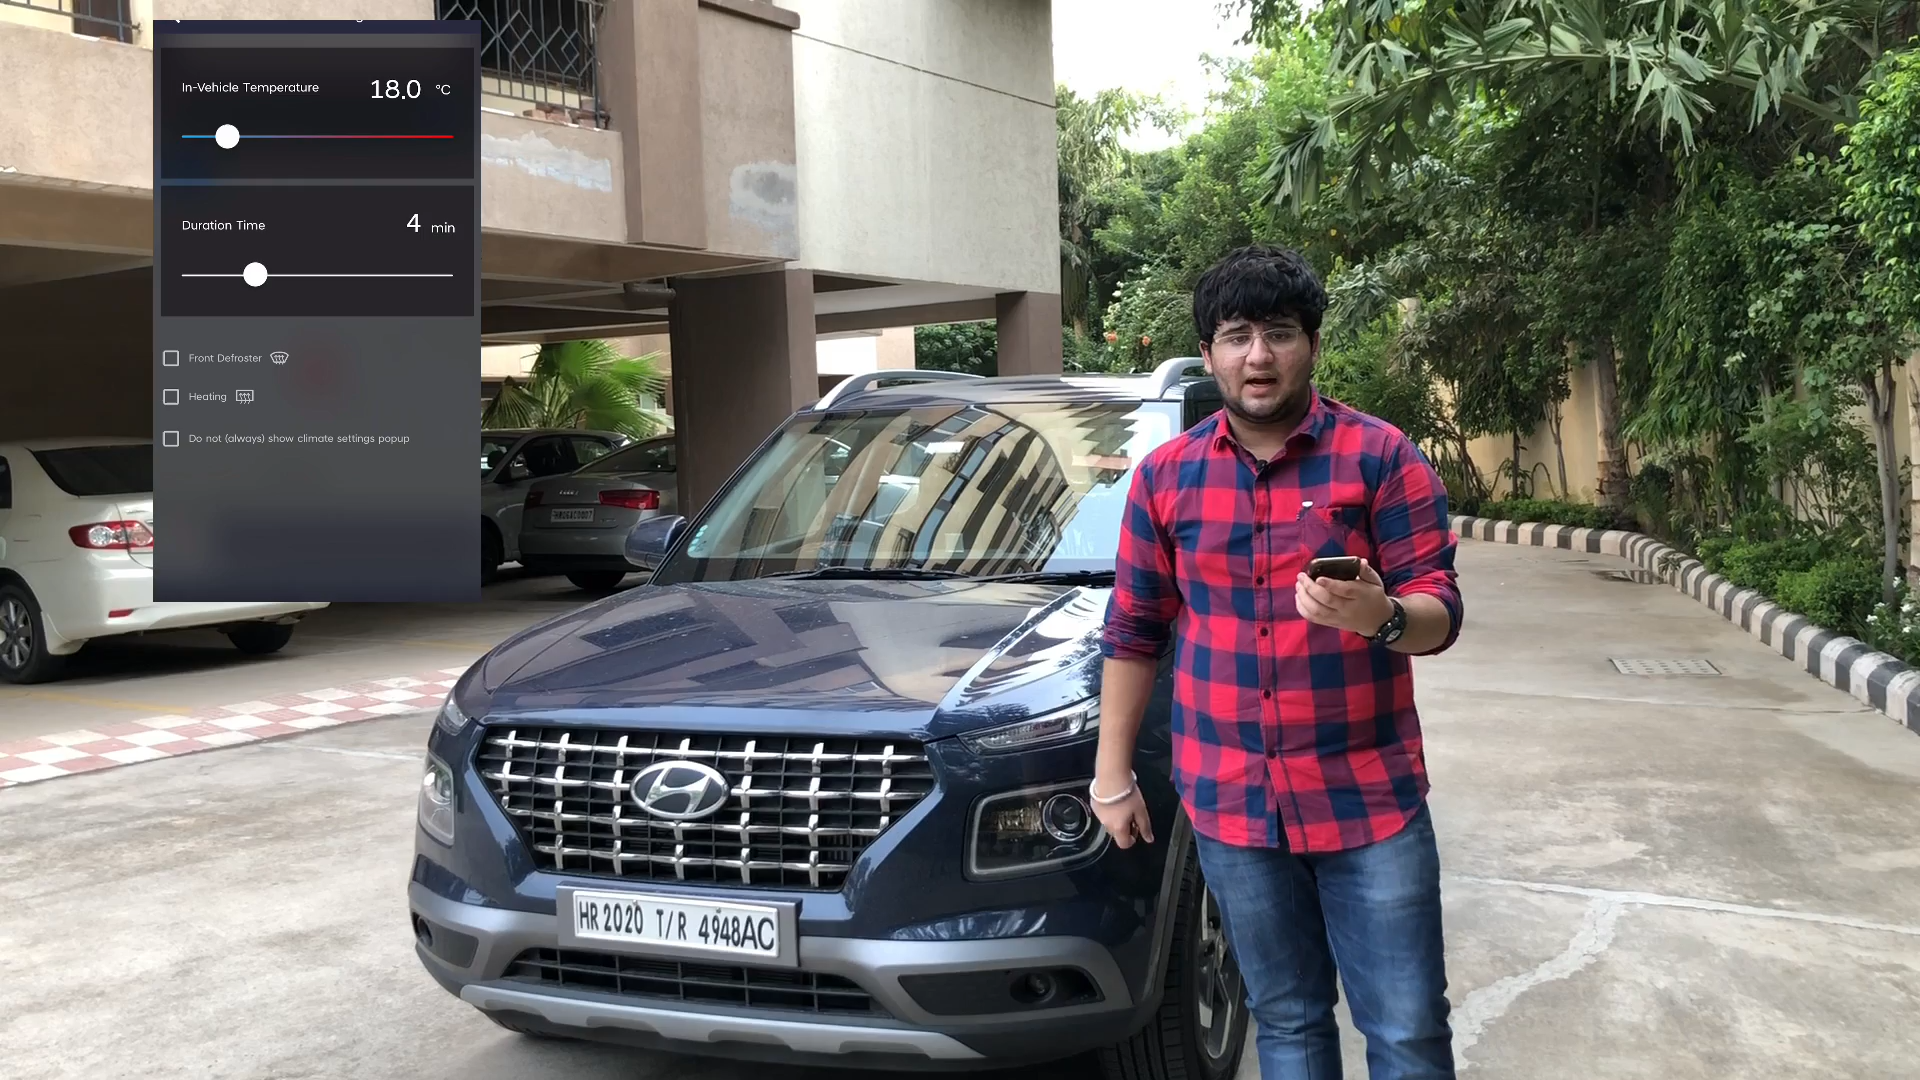 In-Vehicle Temperature 18.0 °C
Duration Time 4 min
Front Defroster
Heating
Do not (always) show climate settings popup
HR 2020 T/R 4948AC